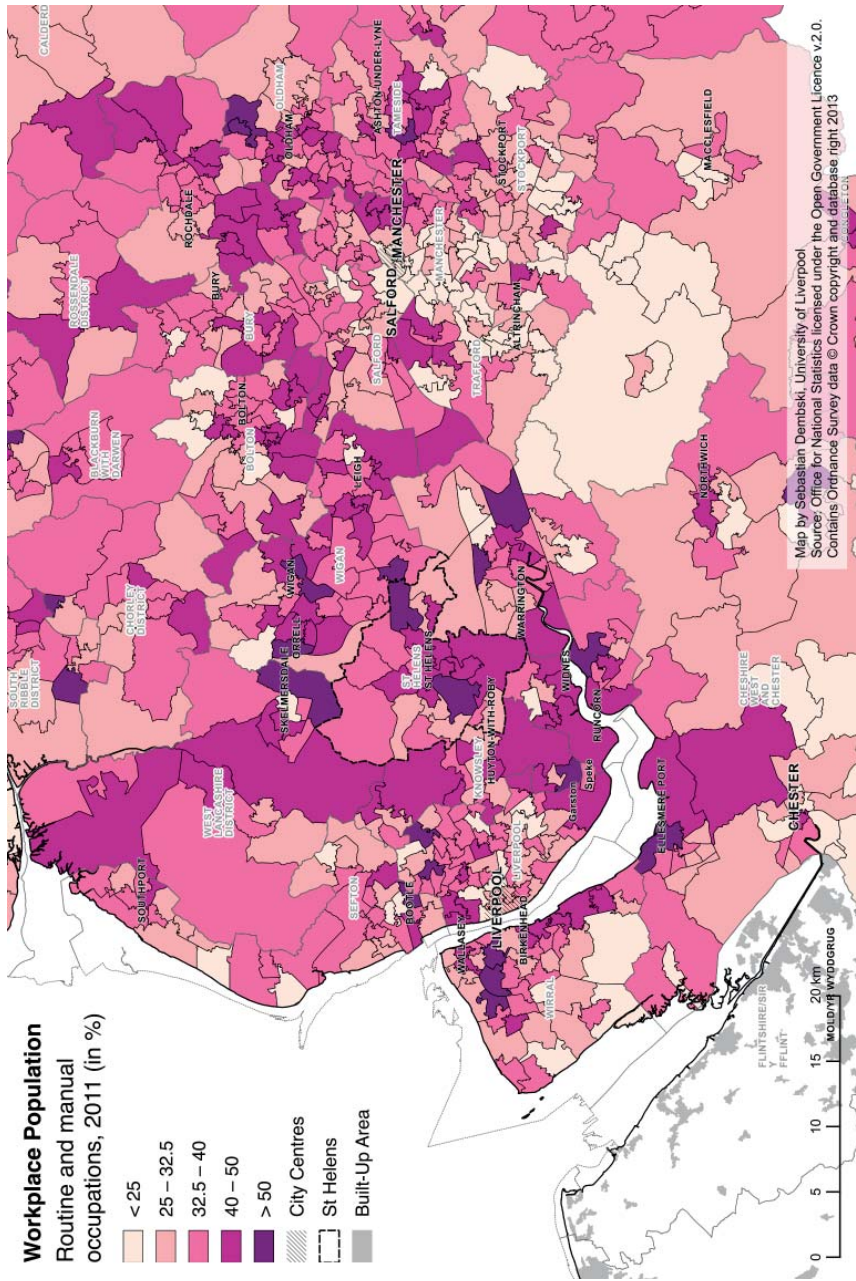 Workplace Population
Routine and manual
occupations, 2011 (in %)
< 25
25 – 32.5
32.5 – 40
40 – 50
> 50
City Centres
St Helens
Built-Up Area
SOUTH
RIBBLE
DISTRICT
CHORLEY
DISTRICT
BLACKBURN
WITH
DARWEN
ROSSENDALE
DISTRICT
CALDERD
SOUTHPORT
WEST
LANCASHIRE
DISTRICT
ROCHDALE
BURY
BURY
BOLTON
BOLTON
SKELMERSDALE
ORRELL
WIGAN
WIGAN
OLDHAM
OLDHAM
LEIGH
SALFORD
SEFTON
BOOTLE
ST
HELENS
ST HELENS
SALFORD
MANCHESTER
ASHTON-UNDER-LYNE
TAMESIDE
MANCHESTER
WALLASEY
LIVERPOOL
LIVERPOOL
BIRKENHEAD
KNOWSLEY
HUYTON-WITH-ROBY
TRAFFORD
STOCKPORT
STOCKPORT
WARRINGTON
ALTRINCHAM
WIRRAL
Garston
Speke
WIDNES
RUNCORN
ELLESMERE PORT
NORTHWICH
MACCLESFIELD
CHESHIRE
WEST
AND
CHESTER
CHESTER
FLINTSHIRE/SIR
Y
FFLINT
MOLD/YR WYDDGRUG
CONGLETON
0 5 10 15 20 km
Map by Sebastian Dembski, University of Liverpool
Source: Office for National Statistics licensed under the Open Government Licence v.2.0.
Contains Ordnance Survey data © Crown copyright and database right 2013